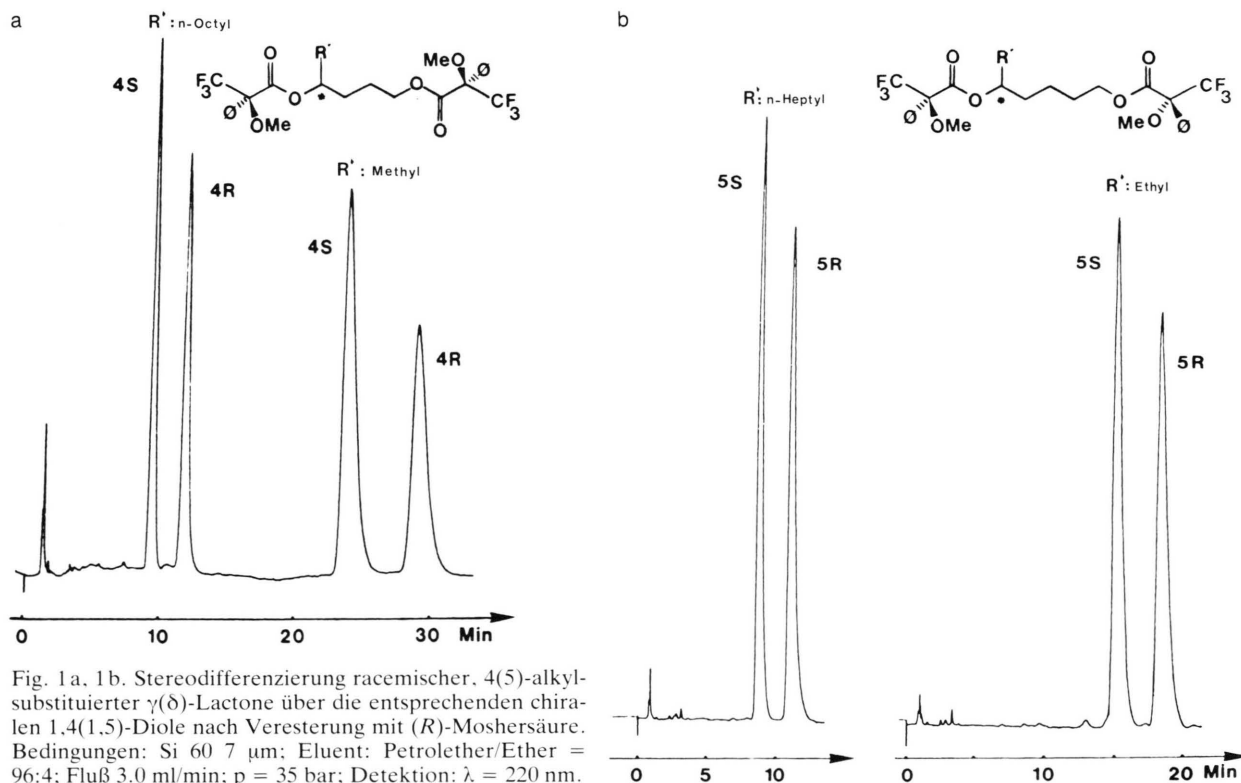 a
R' : n-Octyl
4S
4R
R' : Methyl
4S
4R
F3C
Ø
OMe
O
O
R'
*
O
O
MeO
Ø
CF3
0 10 20 30 Min
Fig. 1a, 1b. Stereodifferenzierung racemischer, 4(5)-alkyl-
substituierter γ(δ)-Lactone über die entsprechenden chira-
len 1,4(1,5)-Diole nach Veresterung mit (R)-Moshersäure.
Bedingungen: Si 60 7 μm; Eluent: Petrolether/Ether =
96:4; Fluß 3.0 ml/min; p = 35 bar; Detektion: λ = 220 nm.
b
R' : n-Heptyl
5S
5R
0 5 10
F3C
Ø
OMe
O
O
R'
*
O
O
MeO
Ø
CF3
R' : Ethyl
5S
5R
0 10 20 Min